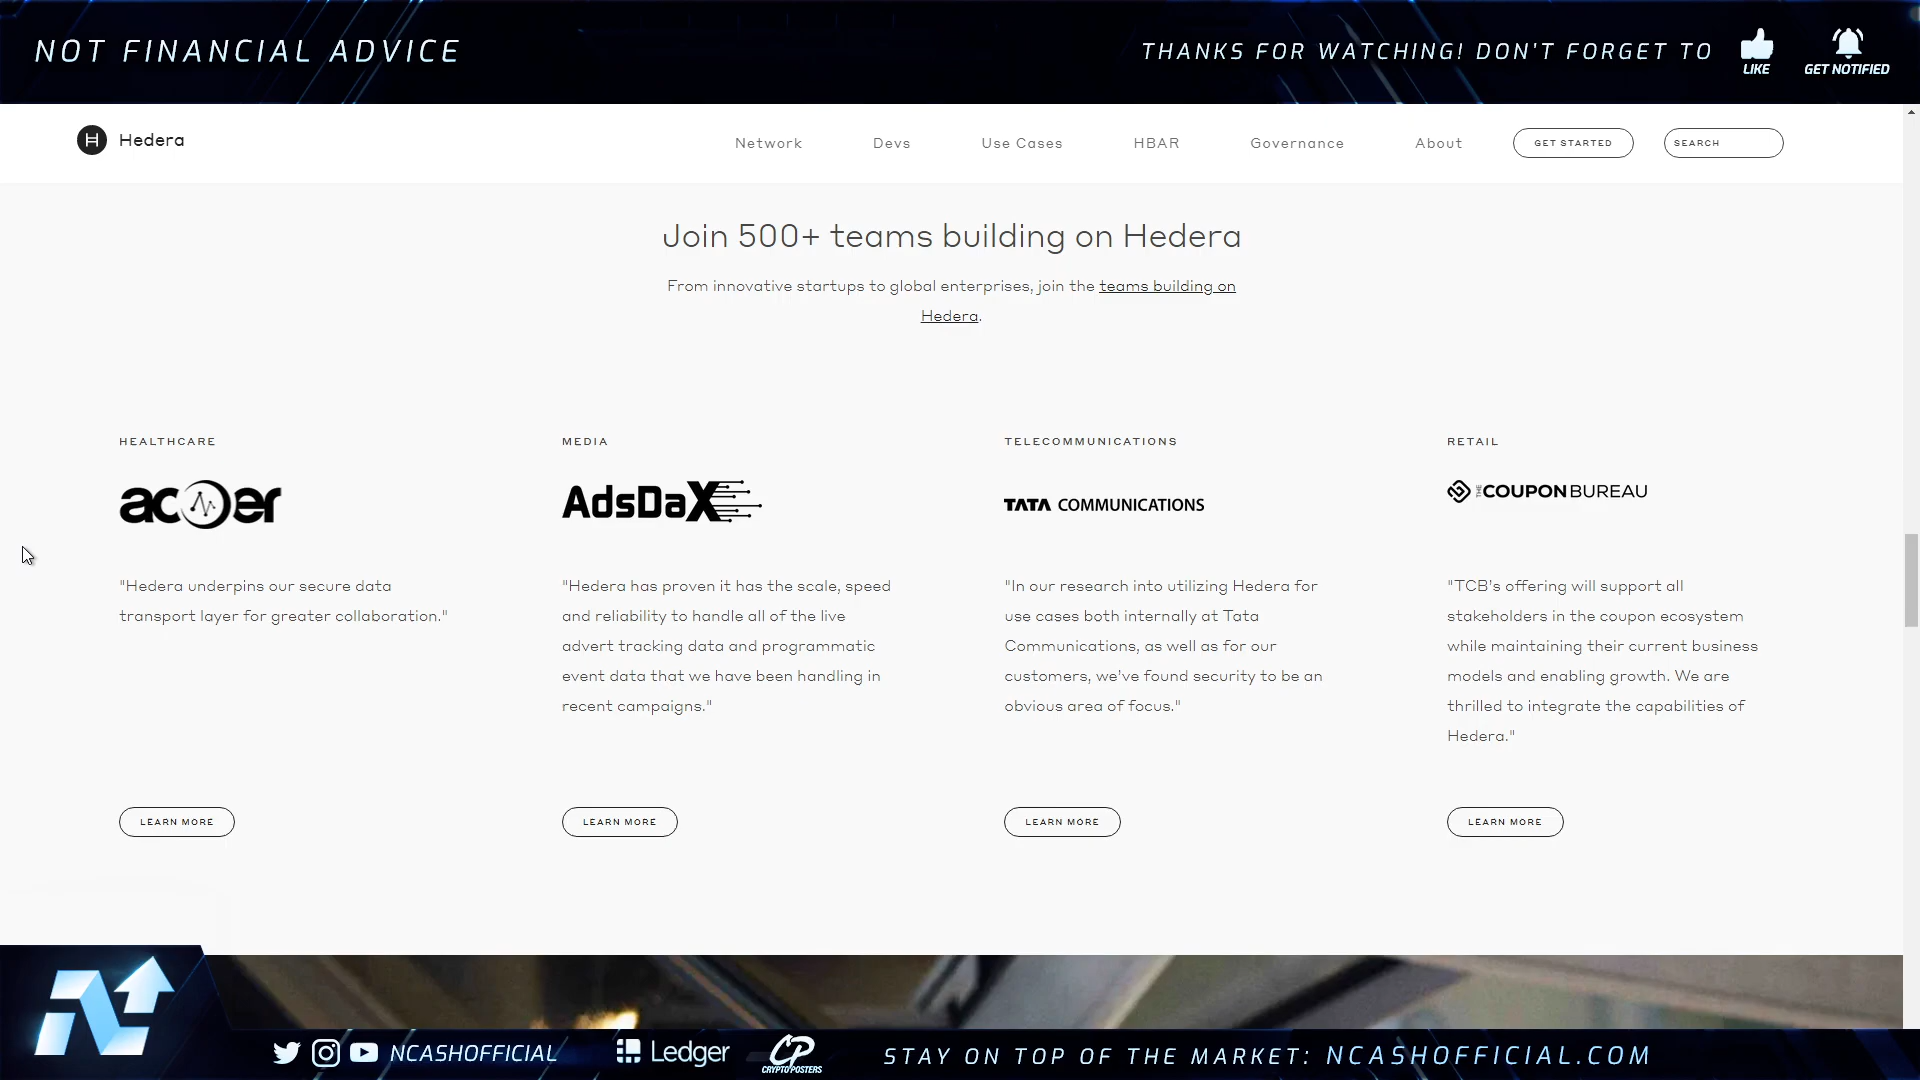 NOT FINANCIAL ADVICE
THANKS FOR WATCHING! DON'T FORGET TO
LIKE
GET NOTIFIED
Hedera
Network
Devs
Use Cases
HBAR
Governance
About
GET STARTED
SEARCH
Join 500+ teams building on Hedera
From innovative startups to global enterprises, join the teams building on
Hedera.
HEALTHCARE
acoer
"Hedera underpins our secure data
transport layer for greater collaboration."
LEARN MORE
MEDIA
AdsDaX
"Hedera has proven it has the scale, speed
and reliability to handle all of the live
advert tracking data and programmatic
event data that we have been handling in
recent campaigns."
LEARN MORE
TELECOMMUNICATIONS
TATA COMMUNICATIONS
"In our research into utilizing Hedera for
use cases both internally at Tata
Communications, as well as for our
customers, we've found security to be an
obvious area of focus."
LEARN MORE
RETAIL
THE COUPON BUREAU
"TCB's offering will support all
stakeholders in the coupon ecosystem
while maintaining their current business
models and enabling growth. We are
thrilled to integrate the capabilities of
Hedera."
LEARN MORE
NCASHOFFICIAL
Ledger
CP
CRYPTOPOSTERS
STAY ON TOP OF THE MARKET: NCASHOFFICIAL.COM